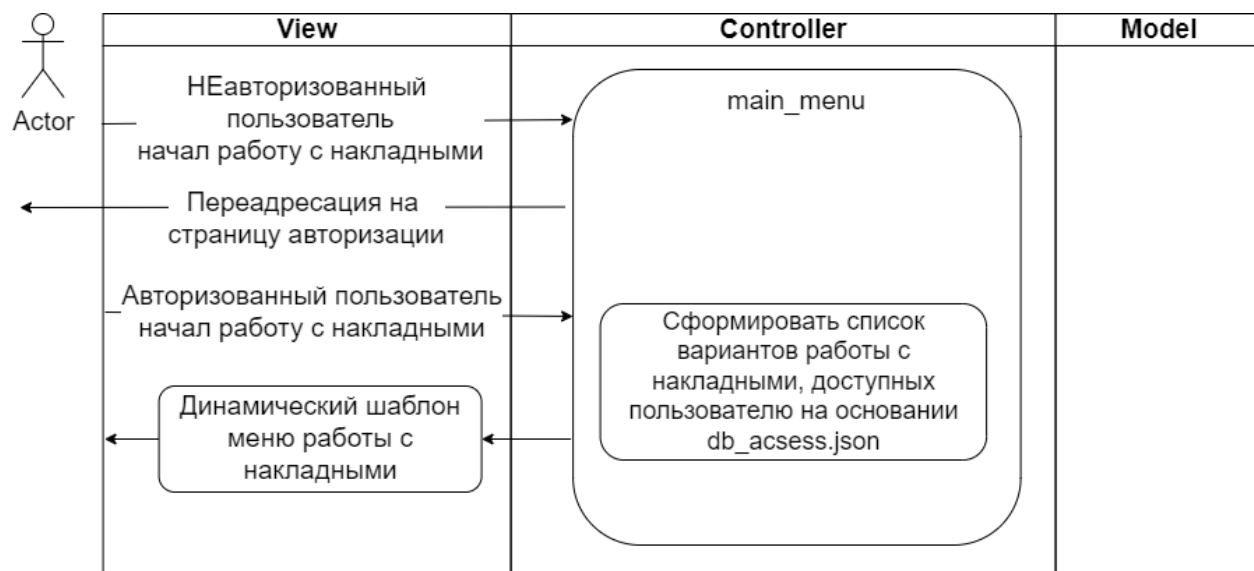 View
Controller
Model
Actor
НЕавторизованный
пользователь
начал работу с накладными
main_menu
Переадресация на
страницу авторизации
Авторизованный пользователь
начал работу с накладными
Сформировать список
вариантов работы с
накладными, доступных
пользователю на основании
db_acsess.json
Динамический шаблон
меню работы с
накладными